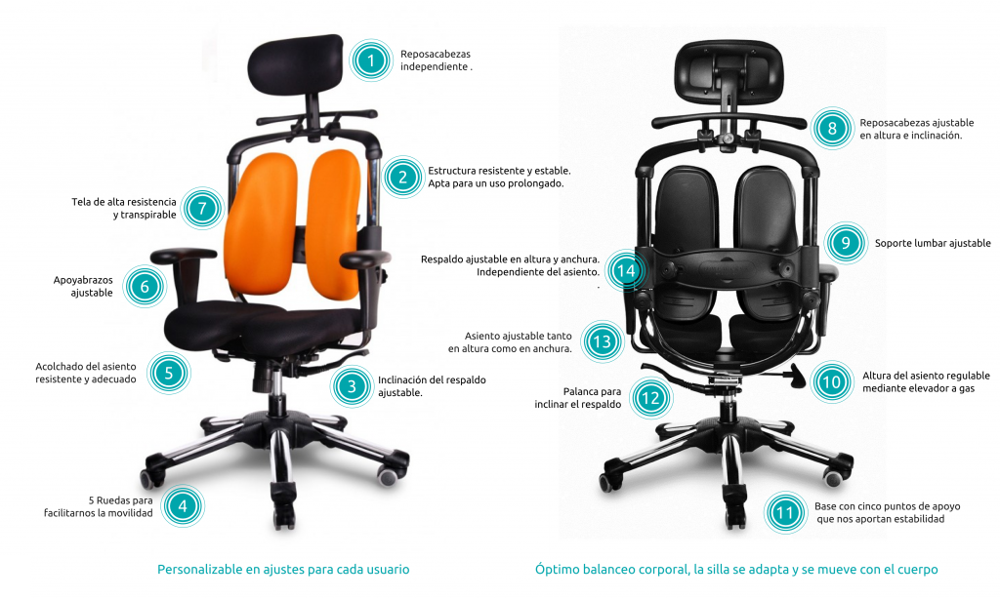 1
Reposacabezas
independiente .
2
Estructura resistente y estable.
Apta para un uso prolongado.
7
Tela de alta resistencia
y transpirable
6
Apoyabrazos
ajustable
5
Acolchado del asiento
resistente y adecuado
3
Inclinación del respaldo
ajustable.
4
5 Ruedas para
facilitarnos la movilidad
Personalizable en ajustes para cada usuario
8
Reposacabezas ajustable
en altura e inclinación.
9
Soporte lumbar ajustable
14
Respaldo ajustable en altura y anchura.
Independiente del asiento.
.
13
Asiento ajustable tanto
en altura como en anchura.
10
Altura del asiento regulable
mediante elevador a gas
12
Palanca para
inclinar el respaldo
11
Base con cinco puntos de apoyo
que nos aportan estabilidad
Óptimo balanceo corporal, la silla se adapta y se mueve con el cuerpo